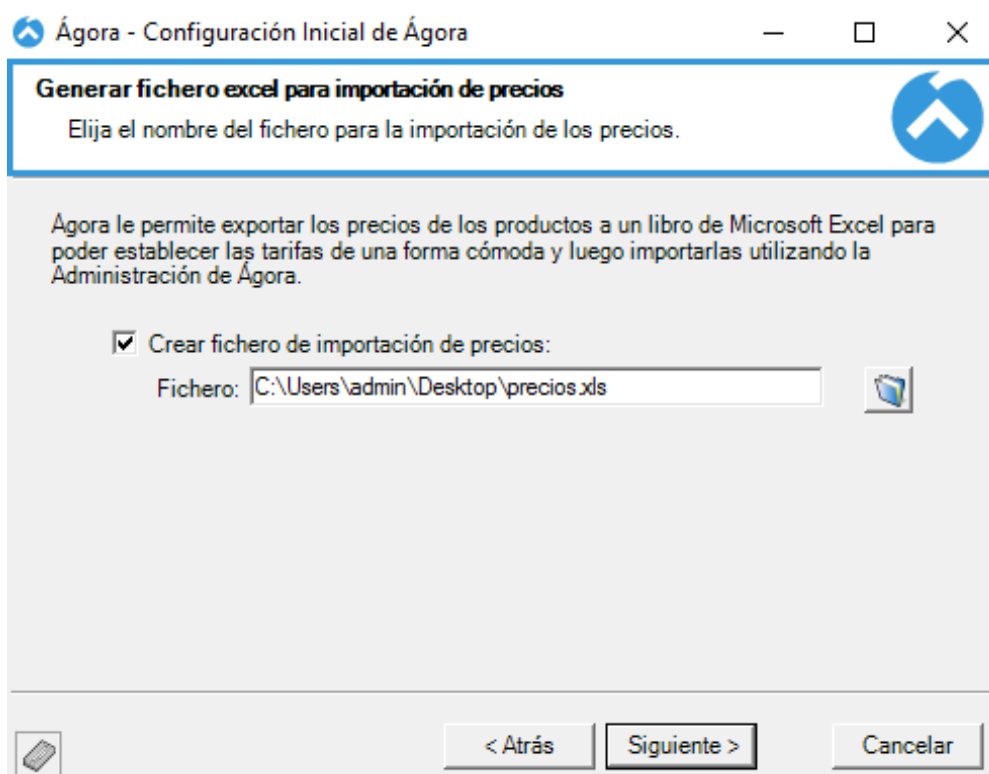 Ágora - Configuración Inicial de Ágora
Generar fichero excel para importación de precios
Elija el nombre del fichero para la importación de los precios.
Agora le permite exportar los precios de los productos a un libro de Microsoft Excel para
poder establecer las tarifas de una forma cómoda y luego importarlas utilizando la
Administración de Ágora.
Crear fichero de importación de precios:
Fichero: C:\Users\admin\Desktop\precios.xls
< Atrás Siguiente > Cancelar